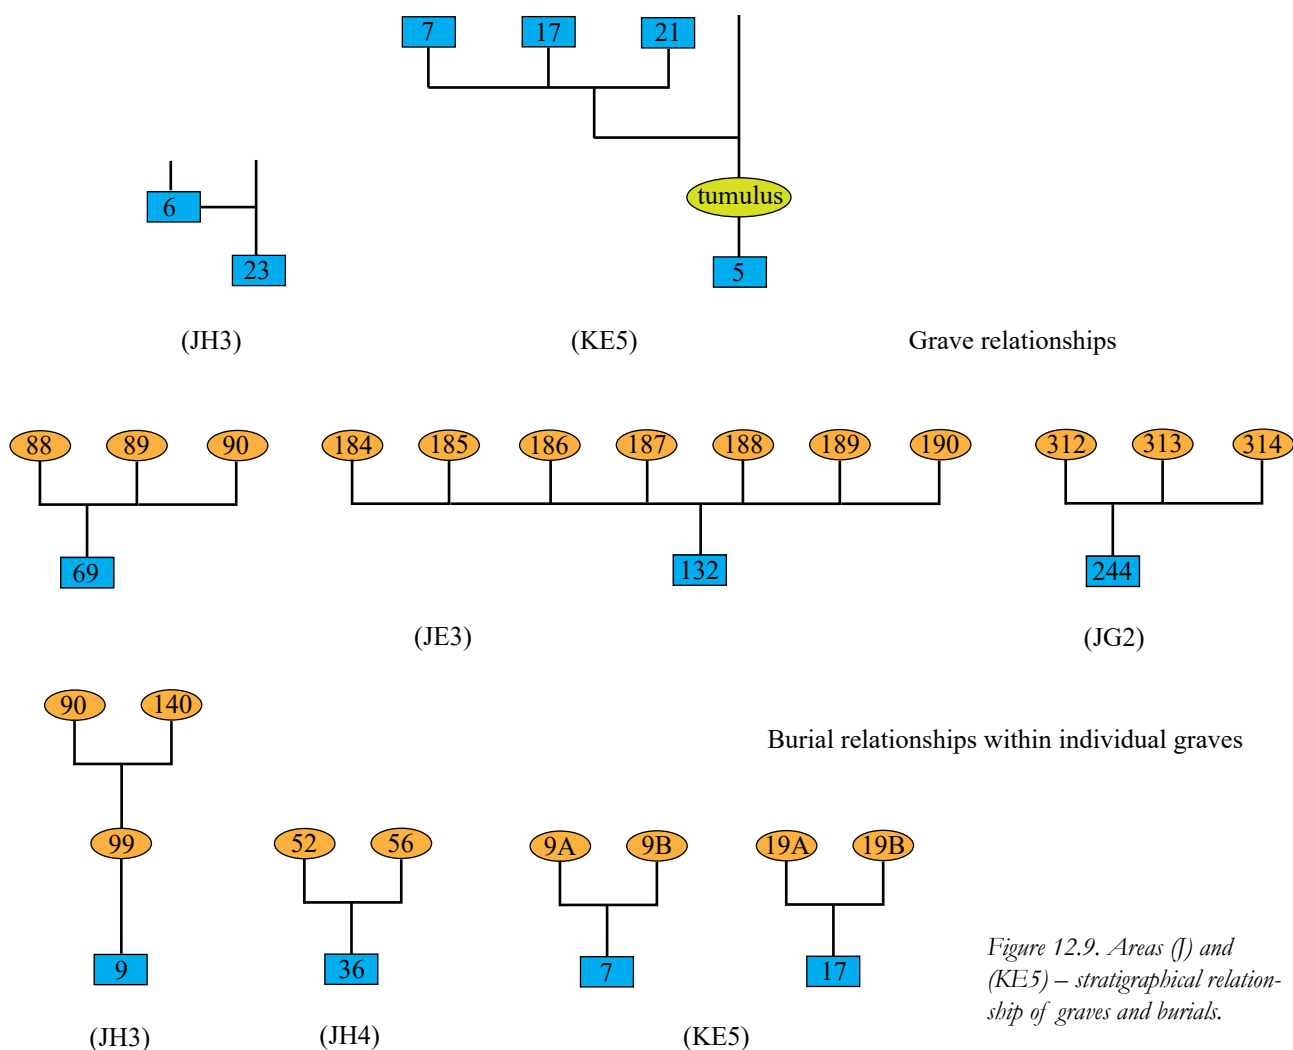 7 17 21
6
tumulus
23
5
(JH3) (KE5) Grave relationships
88 89 90 184 185 186 187 188 189 190 312 313 314
69 132 244
(JE3) (JG2)
90 140
Burial relationships within individual graves
99 52 56 9A 9B 19A 19B
9 36 7 17
(JH3) (JH4) (KE5)
Figure 12.9. Areas (J) and
(KE5) – stratigraphical relation-
ship of graves and burials.